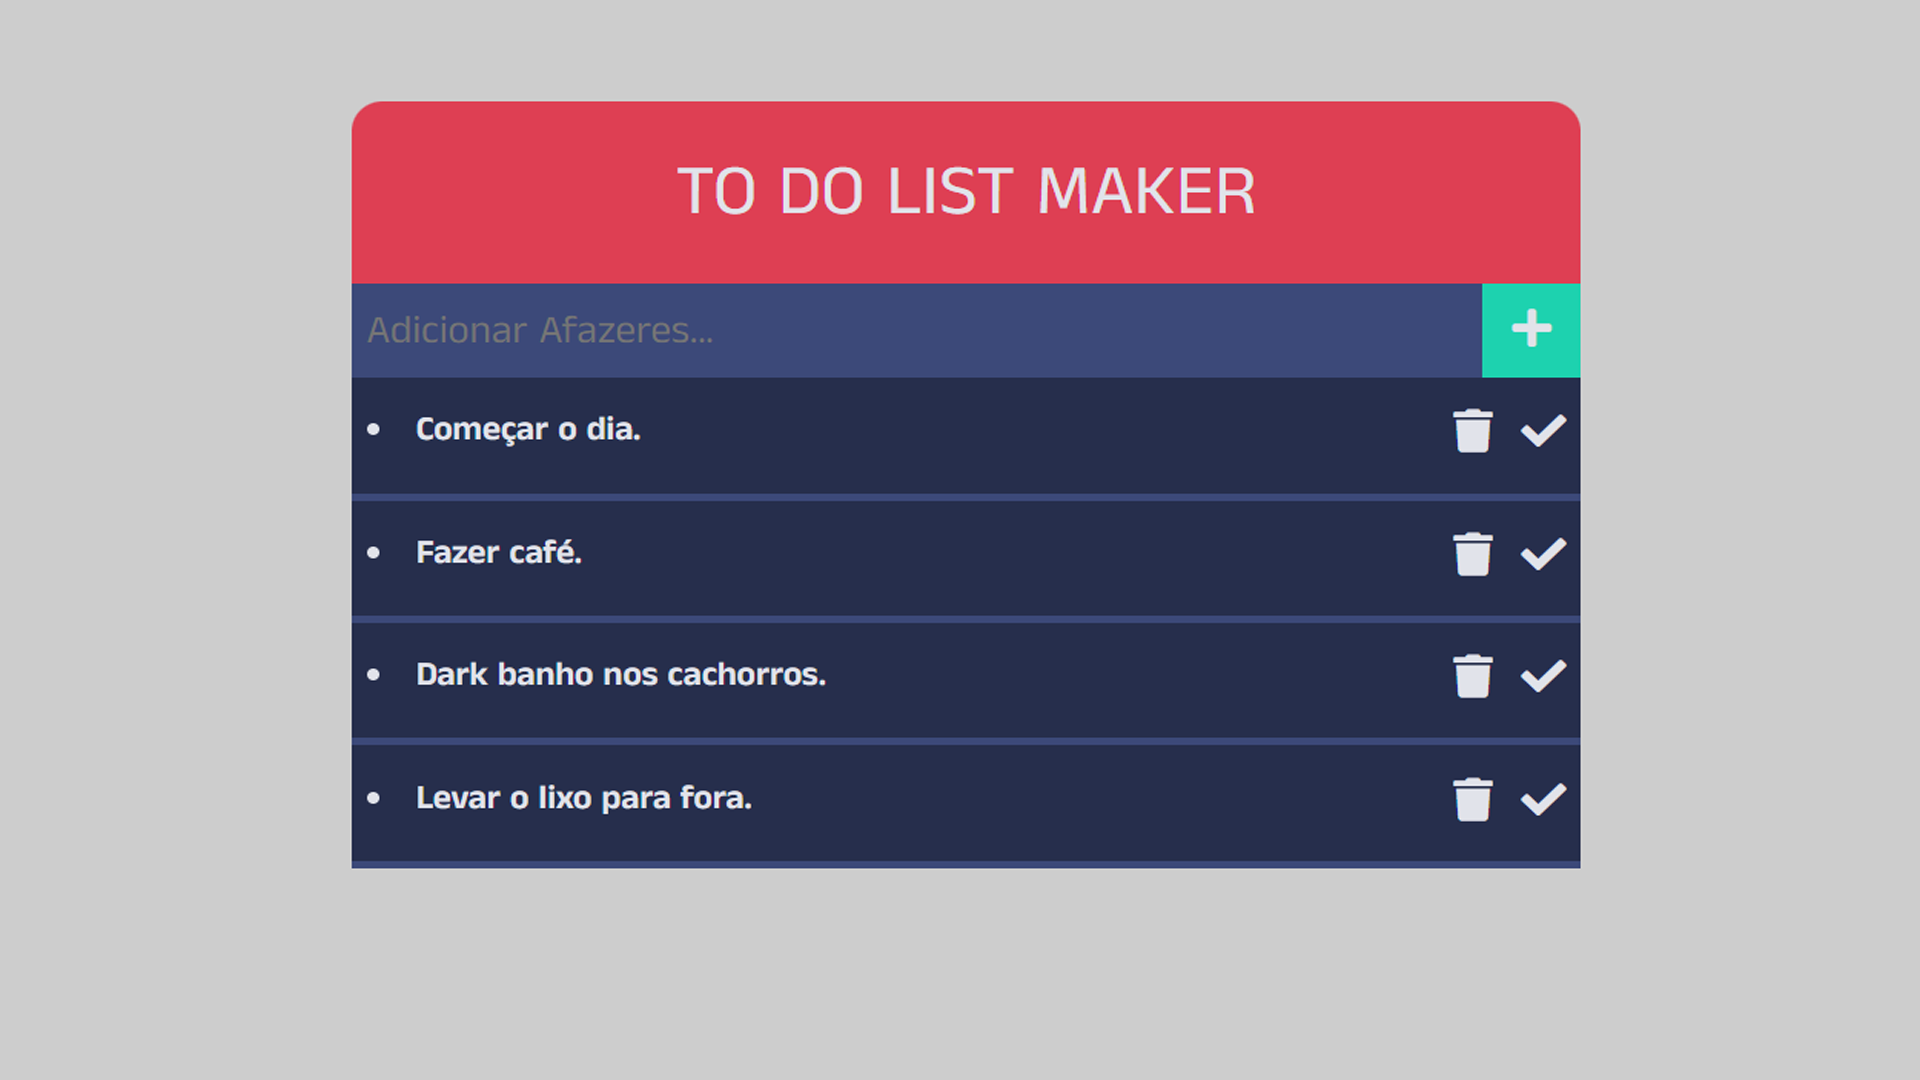 TO DO LIST MAKER
Adicionar Afazeres...
Começar o dia.
Fazer café.
Dark banho nos cachorros.
Levar o lixo para fora.